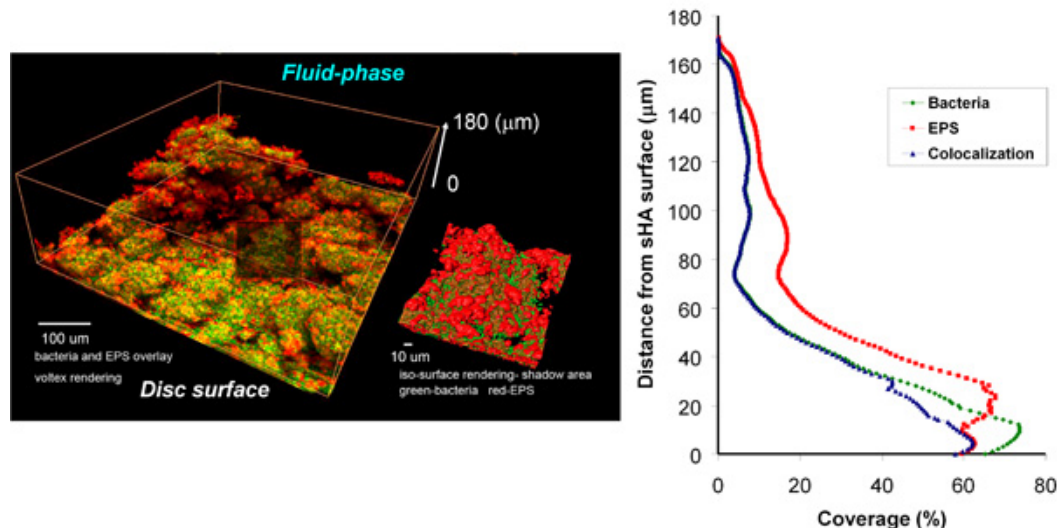 Fluid-phase
180 (μm)
0
100 um
bacteria and EPS overlay
voltex rendering
Disc surface
10 um
iso-surface rendering- shadow area
green-bacteria red-EPS
Distance from sHA surface (μm)
180
160
140
120
100
80
60
40
20
0
Bacteria
EPS
Colocalization
0 20 40 60 80
Coverage (%)